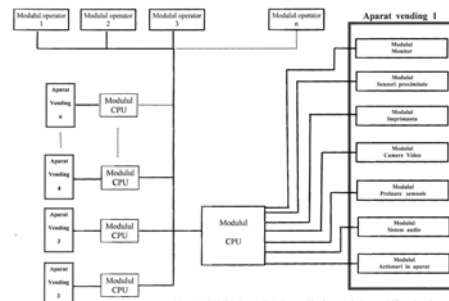 Modulul operator
1
Modulul operator
2
Modulul operator
3
Modulul operator
n
Aparat vending 1
Modulul
Monitor
Modulul
Senzori proximitate
Modulul
Imprimanta
Modulul
Camere Video
Modulul
Preluare semnale
Modulul
Sistem audio
Modulul
Actionari in aparat
Aparat
Vending
n
Modulul
CPU
Aparat
Vending
4
Modulul
CPU
Aparat
Vending
3
Modulul
CPU
Aparat
Vending
2
Modulul
CPU
Modulul
CPU